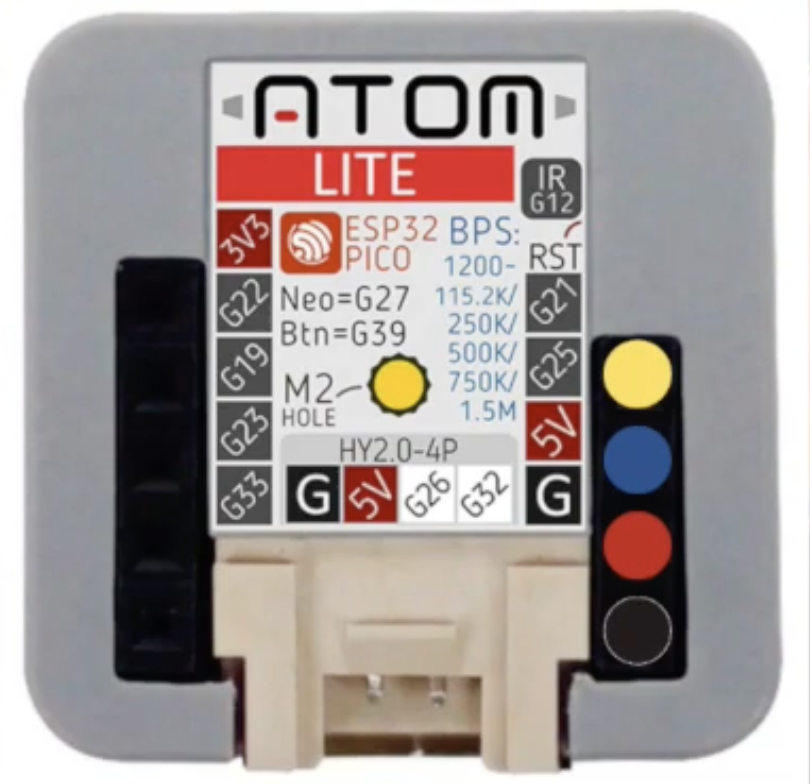 ATOM
LITE
IR
G12
3V3
ESP32
PICO
BPS:
1200-
115.2K/
250K/
500K/
750K/
1.5M
RST
G22
Neo=G27
Btn=G39
G21
G19
M2
HOLE
G25
G23
5V
HY2.0-4P
G33
G
5V
G26
G32
G